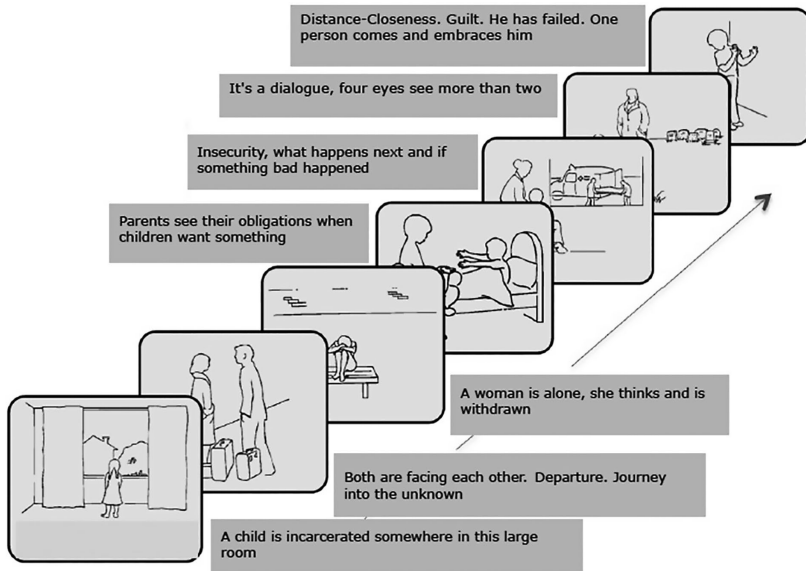 Distance-Closeness. Guilt. He has failed. One
person comes and embraces him
It's a dialogue, four eyes see more than two
Insecurity, what happens next and if
something bad happened
Parents see their obligations when
children want something
A woman is alone, she thinks and is
withdrawn
Both are facing each other. Departure. Journey
into the unknown
A child is incarcerated somewhere in this large
room